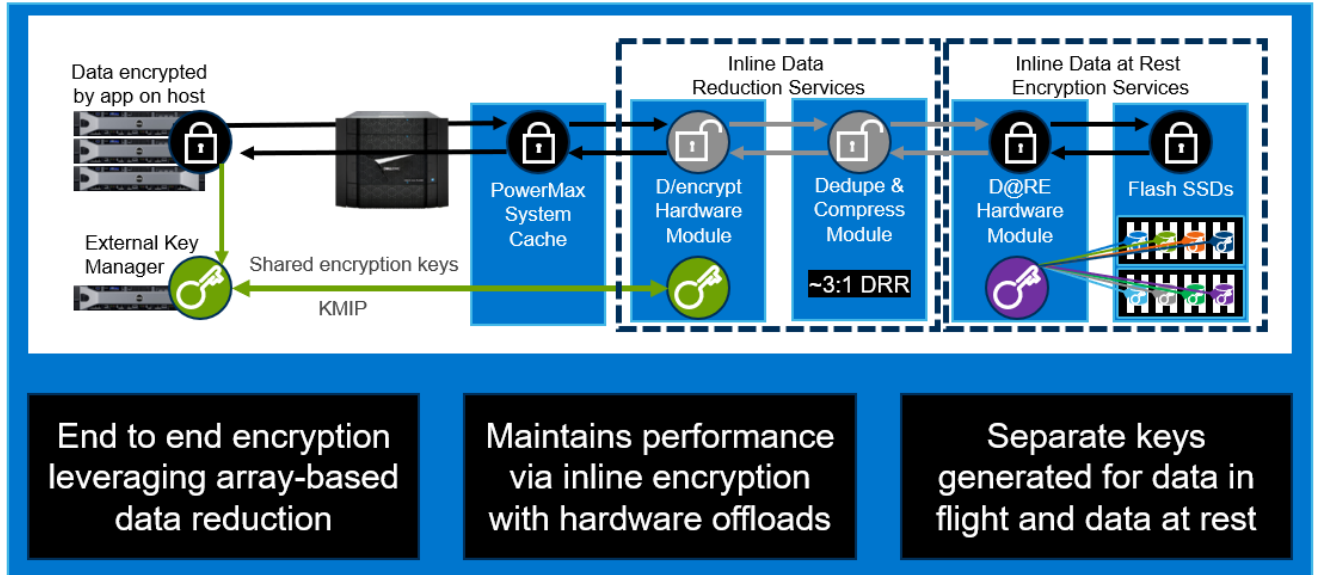 Data encrypted
by app on host
External Key
Manager
Shared encryption keys
KMIP
PowerMax
System
Cache
Inline Data
Reduction Services
D/encrypt
Hardware
Module
Dedupe &
Compress
Module
~3:1 DRR
Inline Data at Rest
Encryption Services
D@RE
Hardware
Module
Flash SSDs
End to end encryption
leveraging array-based
data reduction
Maintains performance
via inline encryption
with hardware offloads
Separate keys
generated for data in
flight and data at rest